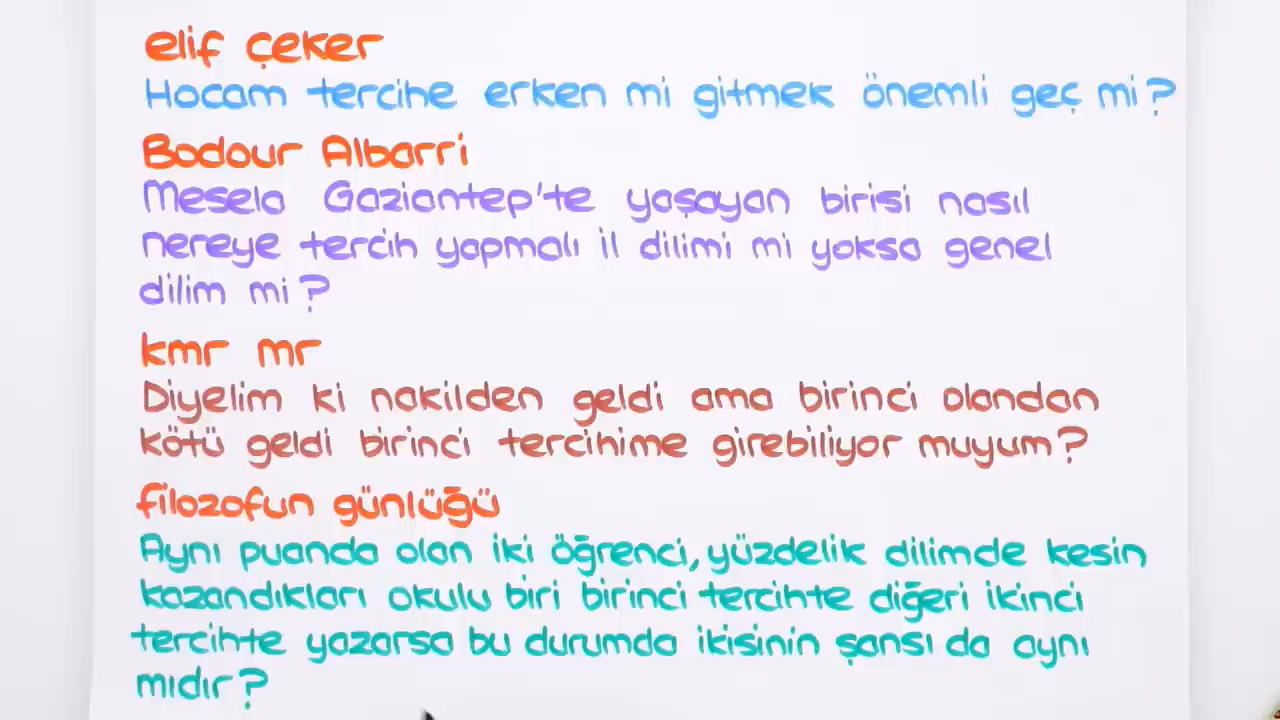 elif çeker
Hocam tercihe erken mi gitmek önemli geç mi?
Bodour Albarri
Mesela Gaziantep'te yaşayan birisi nasıl
nereye tercih yapmalı il dilimi mi yoksa genel
dilim mi?
kmr mr
Diyelim ki nakilden geldi ama birinci olandan
kötü geldi birinci tercihime girebiliyor muyum?
filozofun günlüğü
Aynı puanda olan iki öğrenci, yüzdelik dilimde kesin
kazandıkları okulu biri birinci tercihte diğeri ikinci
tercihte yazarsa bu durumda ikisinin şansı da aynı
mıdır?